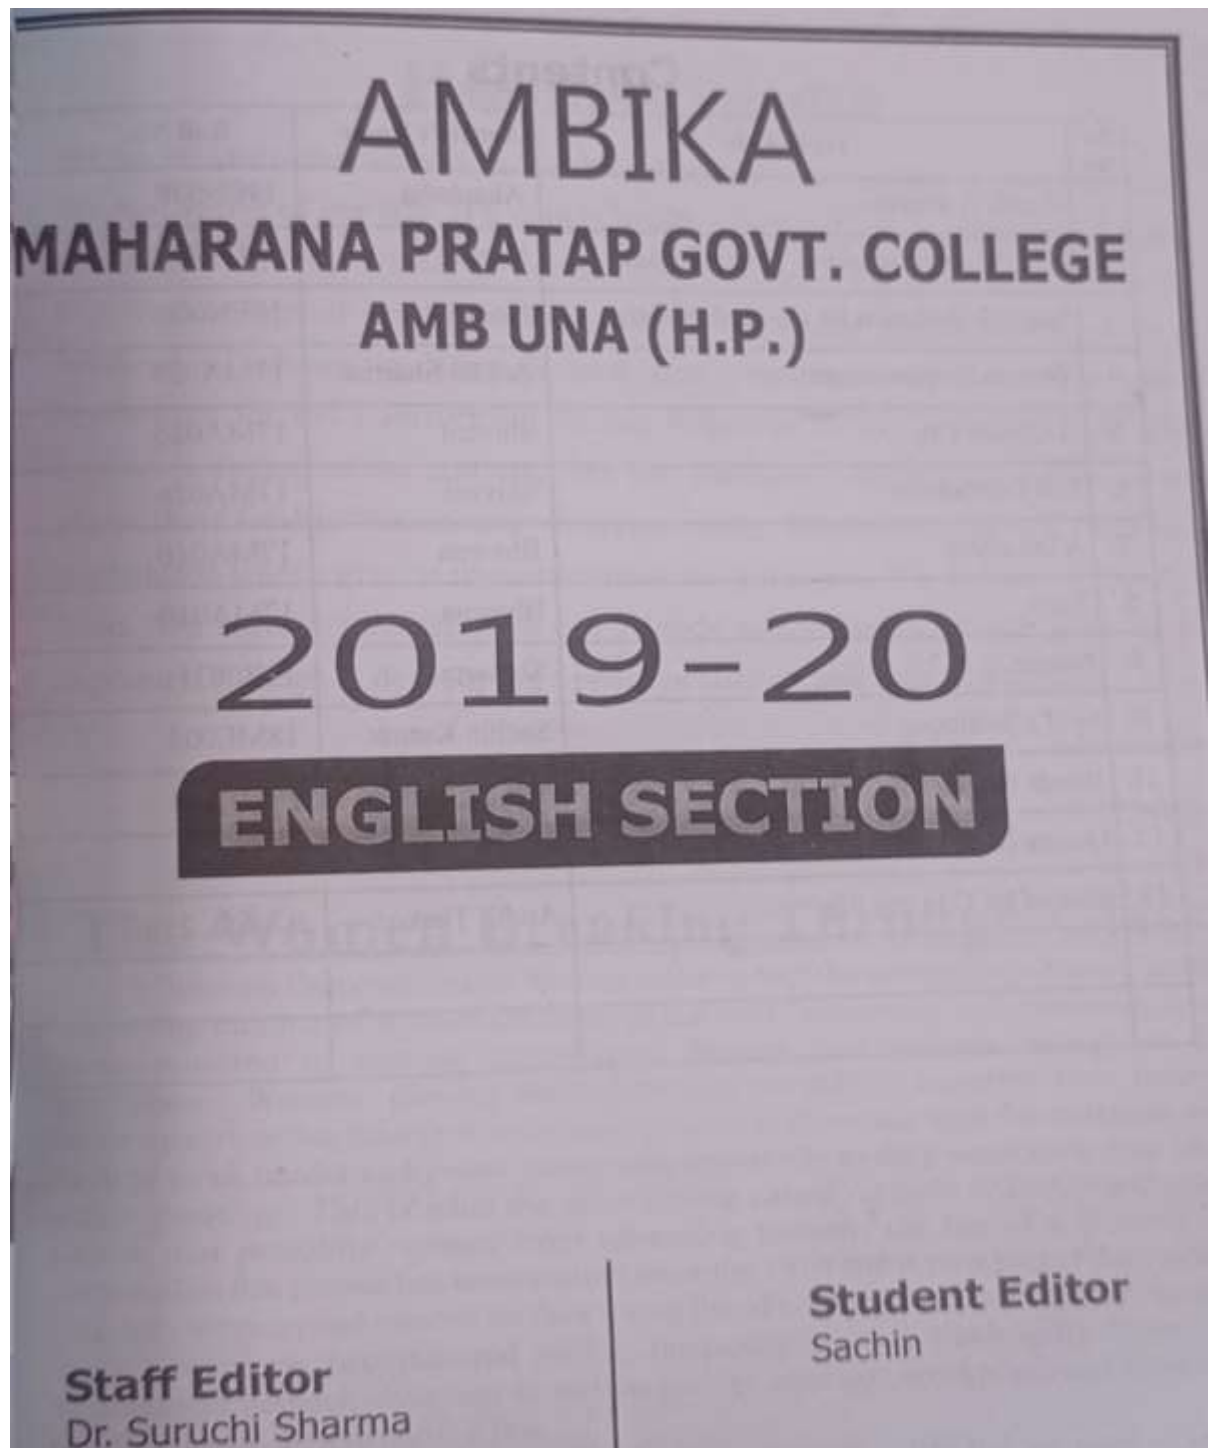 AMBIKA
MAHARANA PRATAP GOVT. COLLEGE
AMB UNA (H.P.)
2019-20
ENGLISH SECTION
Student Editor
Sachin
Staff Editor
Dr. Suruchi Sharma